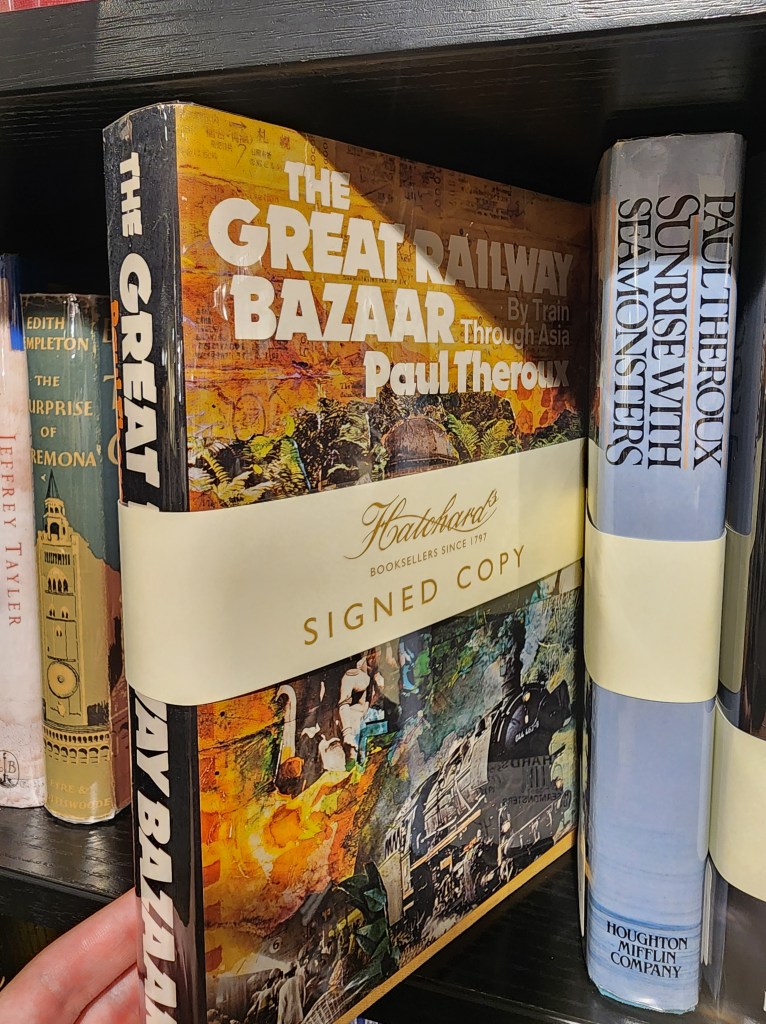 THE
GREAT RAILWAY
BAZAAR
By Train
Through Asia
Paul Theroux
Hatchards
BOOKSELLERS SINCE 1797
SIGNED COPY
THE GREAT
WAY BAZAA
PAUL THEROUX
SUNRISE WITH
SEAMONSTERS
HOUGHTON
MIFFLIN
COMPANY
EDITH
MPLETON
THE
URPRISE
OF
REMONA
JEFFREY TAYLER